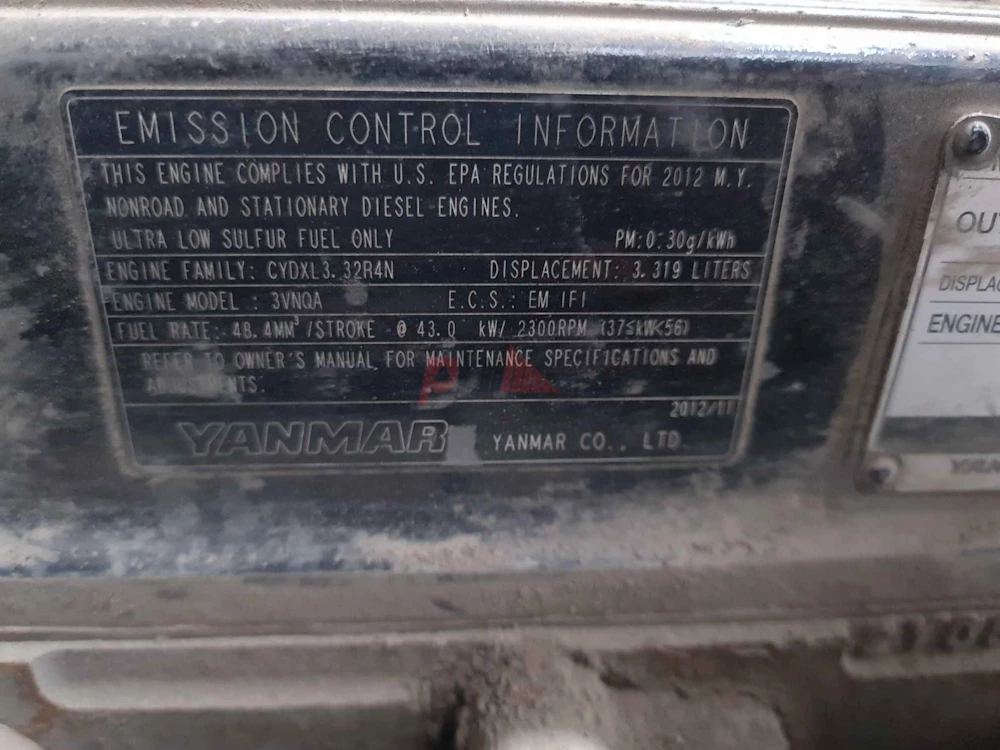 EMISSION CONTROL INFORMATION
THIS ENGINE COMPLIES WITH U.S. EPA REGULATIONS FOR 2012 M.Y.
NONROAD AND STATIONARY DIESEL ENGINES.
ULTRA LOW SULFUR FUEL ONLY PM:0.30g/kWh
ENGINE FAMILY: CYDXL3.32R4N DISPLACEMENT: 3.319 LITERS
ENGINE MODEL : 3VNQA E.C.S.: EM IFI
FUEL RATE: 48.4MM³/STROKE @ 43.0 kW/ 2300RPM (37≤kW<56)
REFER TO OWNER'S MANUAL FOR MAINTENANCE SPECIFICATIONS AND
ADJUSTMENTS.
2012/11
YANMAR YANMAR CO., LTD.
OU
DISPLAC
ENGINE